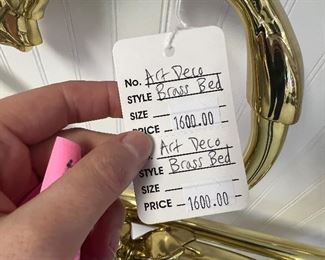 No. Art Deco
STYLE Brass Bed
SIZE
PRICE 1600.00
No. Art Deco
STYLE Brass Bed
SIZE
PRICE 1600.00